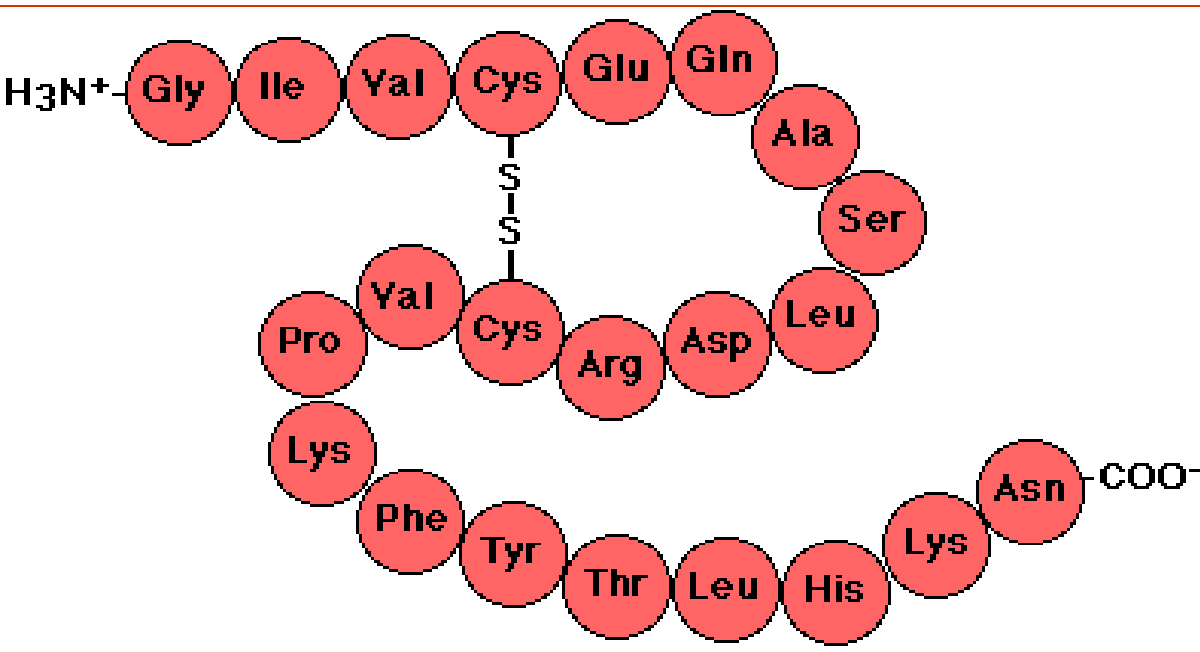 H3N+ Gly Ile Val Cys Glu Gln
Ala
Ser
S
S
Pro Val Cys Arg Asp Leu
Lys
Phe Tyr Thr Leu His Lys Asn COO-